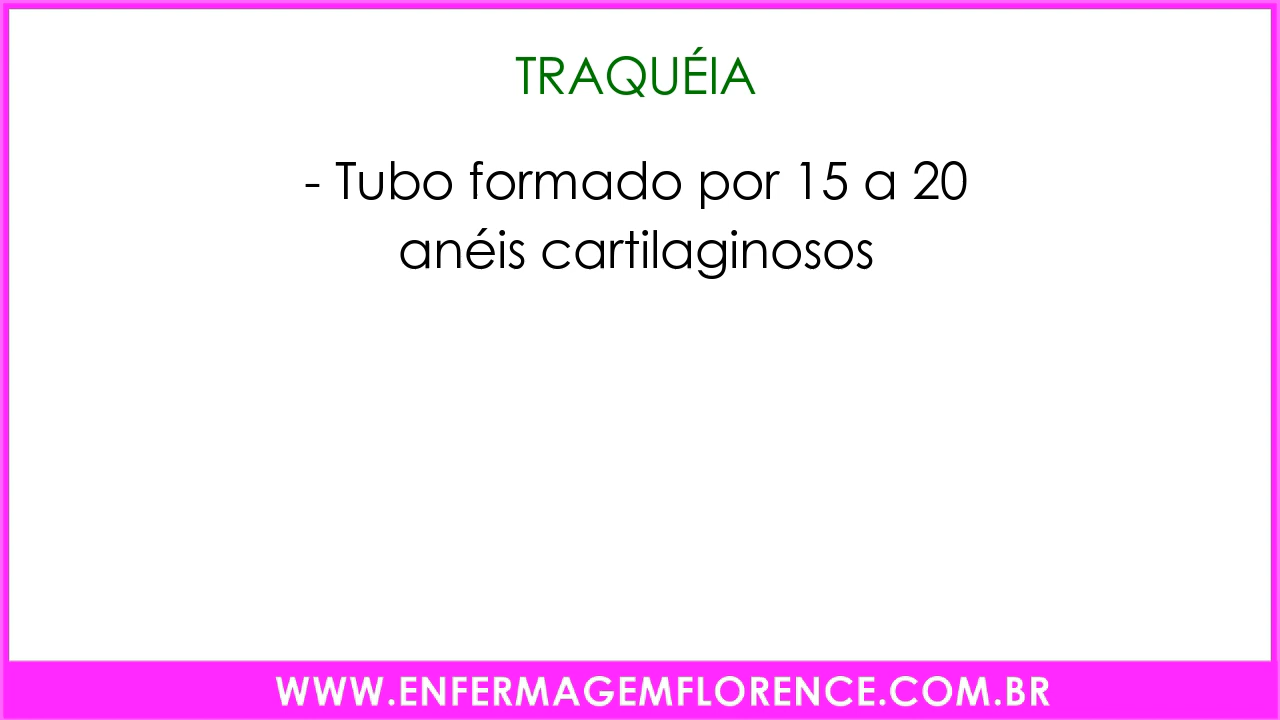 TRAQUÉIA
- Tubo formado por 15 a 20
anéis cartilaginosos
WWW.ENFERMAGEMFLORENCE.COM.BR